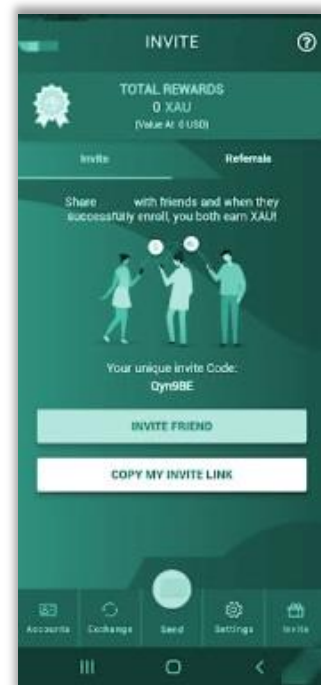 INVITE
?
TOTAL REWARDS
0 XAU
(Value At 0 USD)
Invite Referrals
Share with friends and when they
successfully enroll, you both earn XAU!
Your unique invite Code:
Qyn9BE
INVITE FRIEND
COPY MY INVITE LINK
Accounts Exchange Send Settings Invite